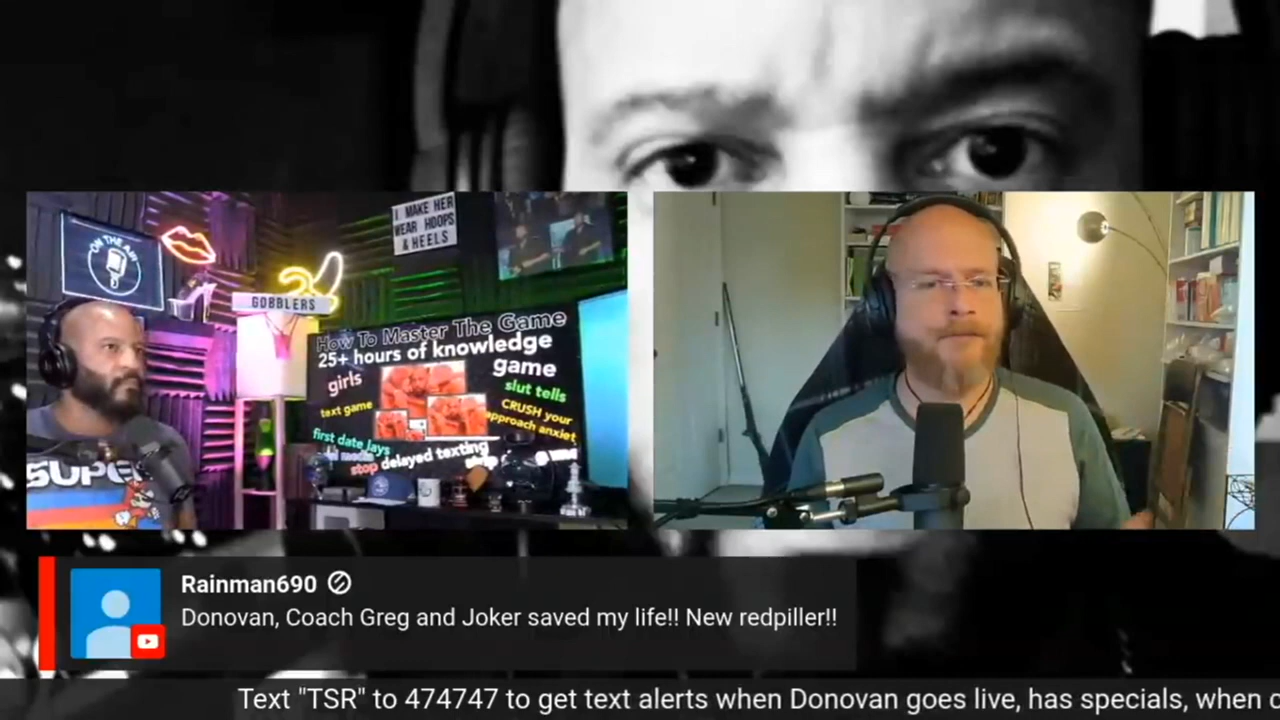 I MAKE HER
WEAR HOOPS
& HEELS
ON THE AIR
GOBBLERS
How To Master The Game
25+ hours of knowledge
girls
game
slut tells
text game
CRUSH your
approach anxiet
first date lays
stop delayed texting
SUPE
Rainman690
Donovan, Coach Greg and Joker saved my life!! New redpiller!!
Text "TSR" to 474747 to get text alerts when Donovan goes live, has specials, when